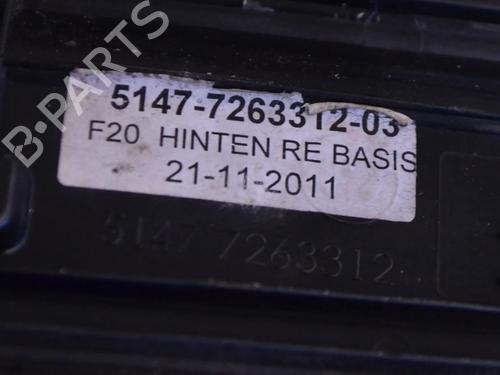 B-PARTS
5147-7263312-03
F20 HINTEN RE BASIS
21-11-2011
5147 7263312